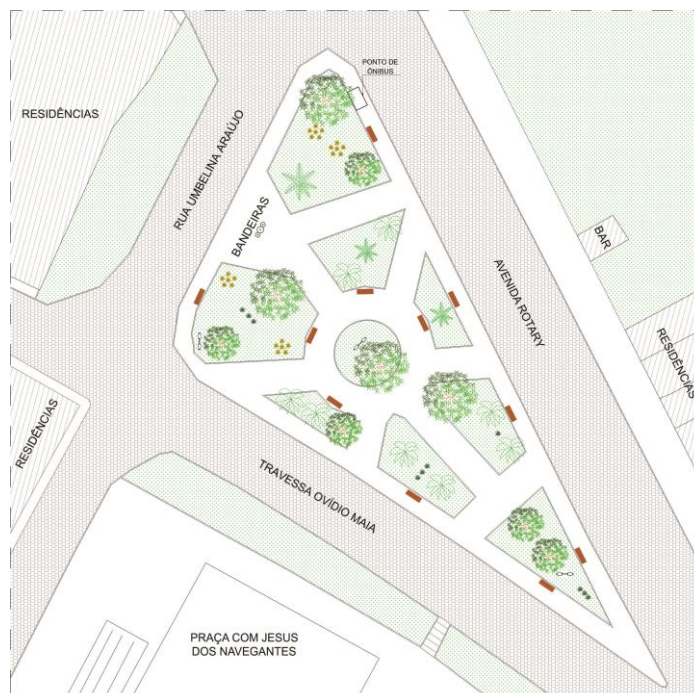 PONTO DE
ÔNIBUS
RESIDÊNCIAS
RUA UMBELINA ARAÚJO
BANDEIRAS
BAR
AVENIDA ROTARY
RESIDÊNCIAS
RESIDÊNCIAS
TRAVESSA OVÍDIO MAIA
PRAÇA COM JESUS
DOS NAVEGANTES